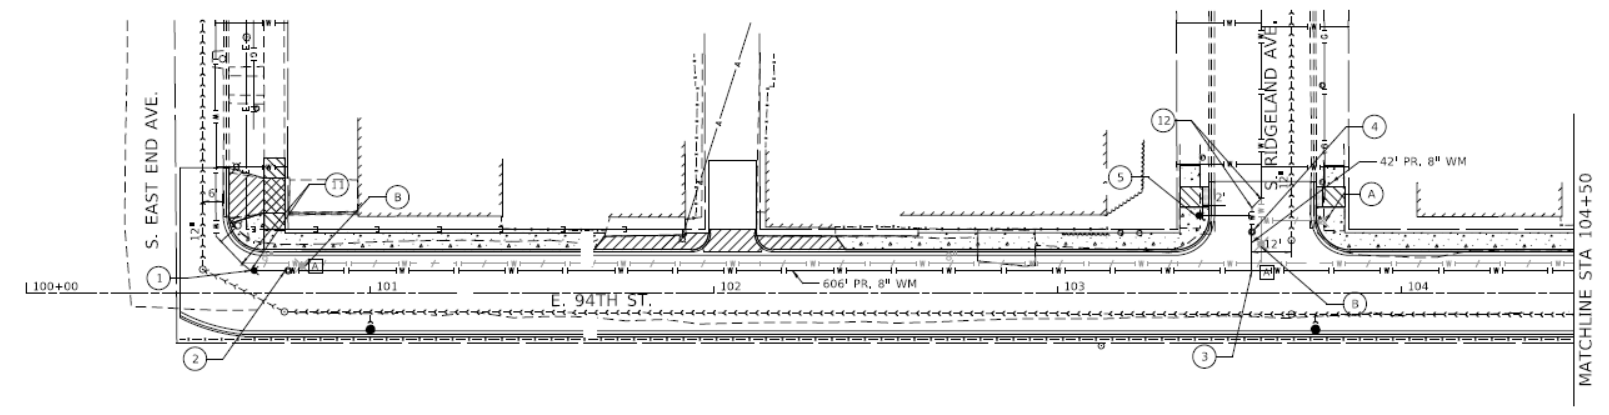 S. EAST END AVE.
S. RIDGELAND AVE.
12
4
42' PR, 8" WM
5
11
B
A
6'
2'
12'
12"
12'
A
A
1
606' PR, 8" WM
100+00
101
102
103
104
E. 94TH ST.
B
2
3
MATCHLINE STA 104+50